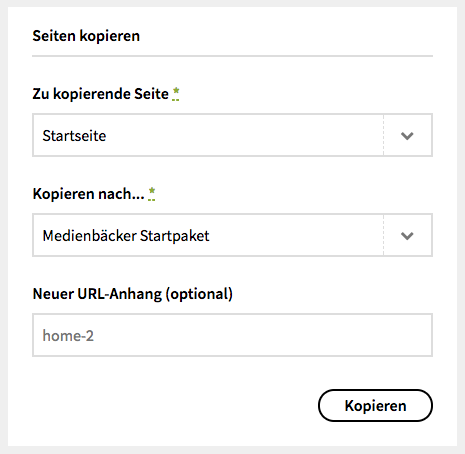 Seiten kopieren
Zu kopierende Seite *
Startseite
Kopieren nach... *
Medienbäcker Startpaket
Neuer URL-Anhang (optional)
home-2
Kopieren